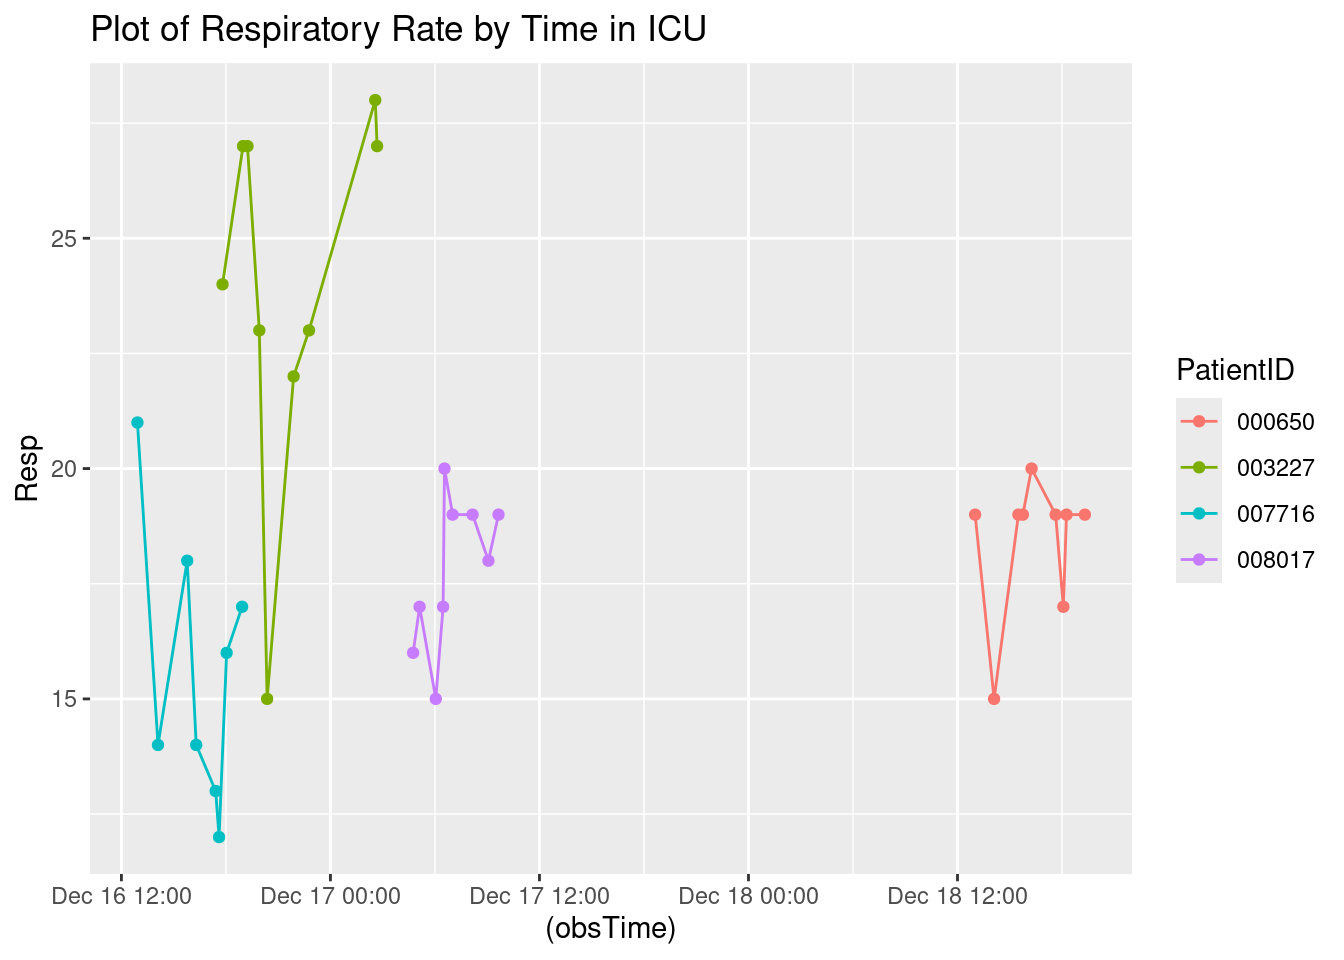 Plot of Respiratory Rate by Time in ICU
25
20
15
Resp
Dec 16 12:00 Dec 17 00:00 Dec 17 12:00 Dec 18 00:00 Dec 18 12:00
(obsTime)
PatientID
000650
003227
007716
008017